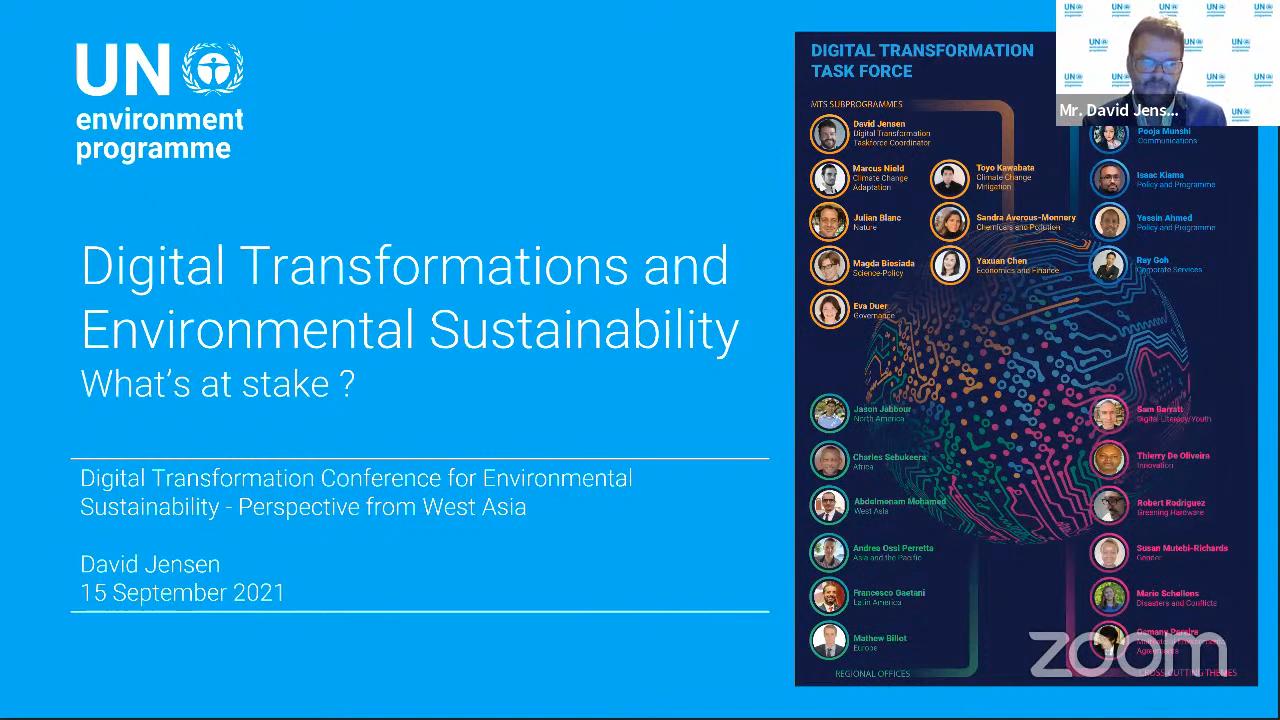 UN
environment
programme
Digital Transformations and
Environmental Sustainability
What's at stake ?
Digital Transformation Conference for Environmental
Sustainability - Perspective from West Asia
David Jensen
15 September 2021
DIGITAL TRANSFORMATION
TASK FORCE
MTS SUBPROGRAMMES
David Jensen
Digital Transformation
Taskforce Coordinator
Marcus Nield
Climate Change
Adaptation
Toyo Kawabata
Climate Change
Mitigation
Julian Blanc
Nature
Sandra Averous-Monnery
Chemicals and Pollution
Magda Biesiada
Science-Policy
Yaxuan Chen
Economics and Finance
Eva Duer
Governance
Mr. David Jens...
Pooja Munshi
Communications
Isaac Kiama
Policy and Programme
Yassin Ahmed
Policy and Programme
Ray Goh
Corporate Services
Jason Jabbour
North America
Charles Sebukeera
Africa
Abdelmenam Mohamed
West Asia
Andrea Ossi Perretta
Asia and the Pacific
Francesco Gaetani
Latin America
Mathew Billot
Europe
REGIONAL OFFICES
Sam Barratt
Digital Literacy/Youth
Thierry De Oliveira
Innovation
Robert Rodriguez
Greening Hardware
Susan Mutebi-Richards
Gender
Marie Schellens
Disasters and Conflicts
Osmany Pereira
Agreements
CROSS CUTTING THEMES
zoom